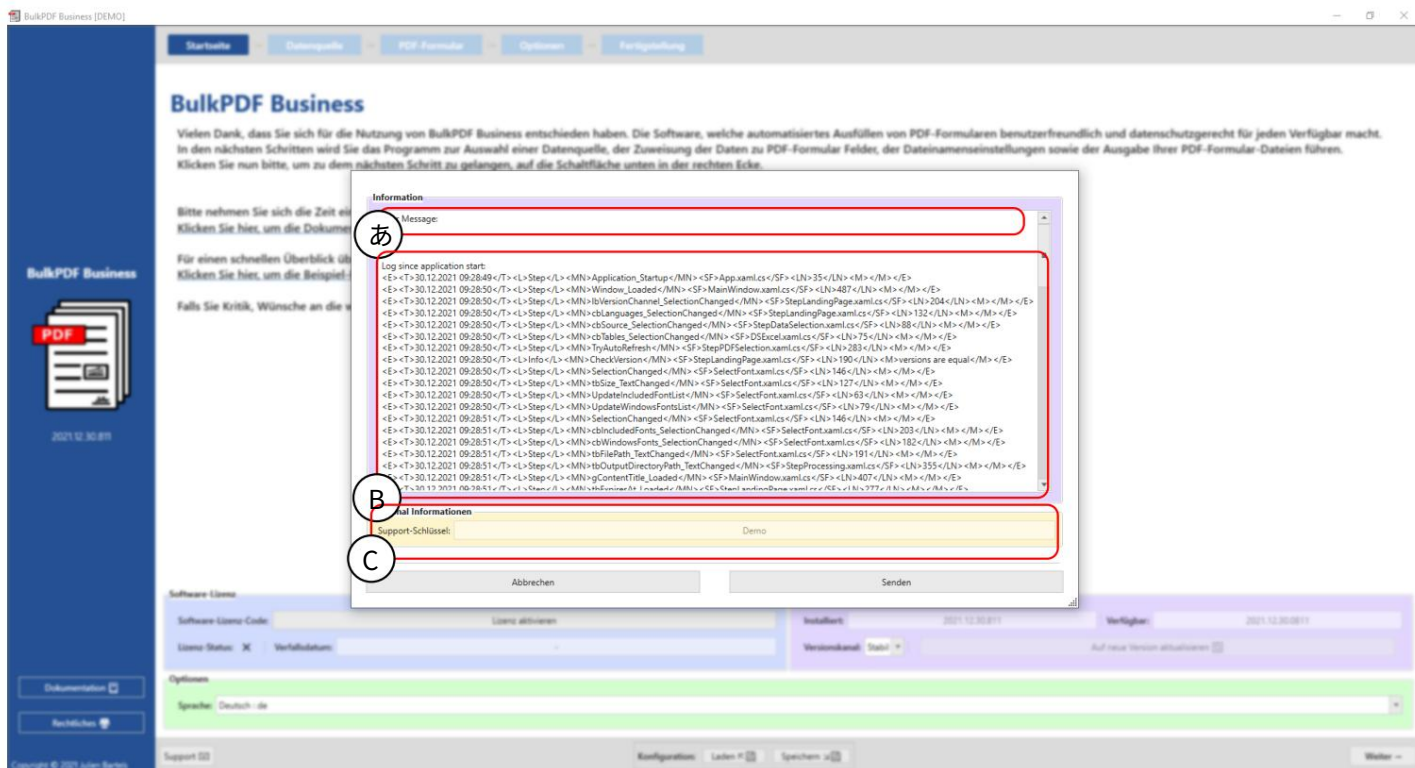 BulkPDF Business [DEMO]
Startseite
Datenquelle
PDF-Formular
Optionen
Fertigstellung
BulkPDF Business
Vielen Dank, dass Sie sich für die Nutzung von BulkPDF Business entschieden haben. Die Software, welche automatisiertes Ausfüllen von PDF-Formularen benutzerfreundlich und datenschutzgerecht für jeden Verfügbar macht.
In den nächsten Schritten wird Sie das Programm zur Auswahl einer Datenquelle, der Zuweisung der Daten zu PDF-Formular Felder, der Dateinameneinstellungen sowie der Ausgabe Ihrer PDF-Formular-Dateien führen.
Klicken Sie nun bitte, um zu dem nächsten Schritt zu gelangen, auf die Schaltfläche unten in der rechten Ecke.
Bitte nehmen Sie sich die Zeit
Klicken Sie hier, um die
Für einen schnellen Überblick
Klicken Sie hier, um die Beispiel-
Falls Sie Kritik, Wünsche an die
BulkPDF Business
PDF
2021.12.30.811
Information
あ
Message:
Log since application start:
<E><T>30.12.2021 09:28:49</T><L>Step</L><MN>Application_Startup</MN><SF>App.xaml.cs</SF><LN>35</LN><M></M></E>
<E><T>30.12.2021 09:28:50</T><L>Step</L><MN>Window_Loaded</MN><SF>MainWindow.xaml.cs</SF><LN>487</LN><M></M></E>
<E><T>30.12.2021 09:28:50</T><L>Step</L><MN>lbVersionChannel_SelectionChanged</MN><SF>StepLandingPage.xaml.cs</SF><LN>204</LN><M></M></E>
<E><T>30.12.2021 09:28:50</T><L>Step</L><MN>cbLanguages_SelectionChanged</MN><SF>StepLandingPage.xaml.cs</SF><LN>132</LN><M></M></E>
<E><T>30.12.2021 09:28:50</T><L>Step</L><MN>cbSource_SelectionChanged</MN><SF>StepDataSelection.xaml.cs</SF><LN>88</LN><M></M></E>
<E><T>30.12.2021 09:28:50</T><L>Step</L><MN>cbTables_SelectionChanged</MN><SF>DSExcel.xaml.cs</SF><LN>75</LN><M></M></E>
<E><T>30.12.2021 09:28:50</T><L>Step</L><MN>TryAutoRefresh</MN><SF>StepPDFSelection.xaml.cs</SF><LN>283</LN><M></M></E>
<E><T>30.12.2021 09:28:50</T><L>Info</L><MN>CheckVersion</MN><SF>StepLandingPage.xaml.cs</SF><LN>190</LN><M>versions are equal</M></E>
<E><T>30.12.2021 09:28:50</T><L>Step</L><MN>SelectionChanged</MN><SF>SelectFont.xaml.cs</SF><LN>146</LN><M></M></E>
<E><T>30.12.2021 09:28:50</T><L>Step</L><MN>tbSize_TextChanged</MN><SF>SelectFont.xaml.cs</SF><LN>127</LN><M></M></E>
<E><T>30.12.2021 09:28:50</T><L>Step</L><MN>UpdateIncludedFontList</MN><SF>SelectFont.xaml.cs</SF><LN>63</LN><M></M></E>
<E><T>30.12.2021 09:28:50</T><L>Step</L><MN>UpdateWindowsFontsList</MN><SF>SelectFont.xaml.cs</SF><LN>79</LN><M></M></E>
<E><T>30.12.2021 09:28:51</T><L>Step</L><MN>SelectionChanged</MN><SF>SelectFont.xaml.cs</SF><LN>146</LN><M></M></E>
<E><T>30.12.2021 09:28:51</T><L>Step</L><MN>cbIncludedFonts_SelectionChanged</MN><SF>SelectFont.xaml.cs</SF><LN>203</LN><M></M></E>
<E><T>30.12.2021 09:28:51</T><L>Step</L><MN>cbWindowsFonts_SelectionChanged</MN><SF>SelectFont.xaml.cs</SF><LN>182</LN><M></M></E>
<E><T>30.12.2021 09:28:51</T><L>Step</L><MN>tbFilePath_TextChanged</MN><SF>SelectFont.xaml.cs</SF><LN>191</LN><M></M></E>
<E><T>30.12.2021 09:28:51</T><L>Step</L><MN>tbOutputDirectoryPath_TextChanged</MN><SF>StepProcessing.xaml.cs</SF><LN>355</LN><M></M></E>
<T>30.12.2021 09:28:51</T><L>Step</L><MN>gContentTitle_Loaded</MN><SF>MainWindow.xaml.cs</SF><LN>407</LN><M></M></E>
<T>30.12.2021 09:28:51</T><L>Step</L><MN>tbExpiresAt_Loaded</MN><SF>StepLandingPage.xaml.cs</SF><LN>277</LN><M></M></E>
B
Informationen
Support-Schlüssel: Demo
C
Abbrechen
Senden
Software-Lizenz
Software-Lizenz-Code: Lizenz aktivieren
Installiert: 2021.12.30.811
Verfügbar: 2021.12.30.0811
Lizenz-Status: Verfallsdatum: -
Versionskanal: Stabil
Auf neue Version aktualisieren
Optionen
Sprache: Deutsch : de
Dokumentation
Rechtliches
Support
Konfiguration: Laden Speichern
Weiter
Copyright © 2021 Julian Bartels